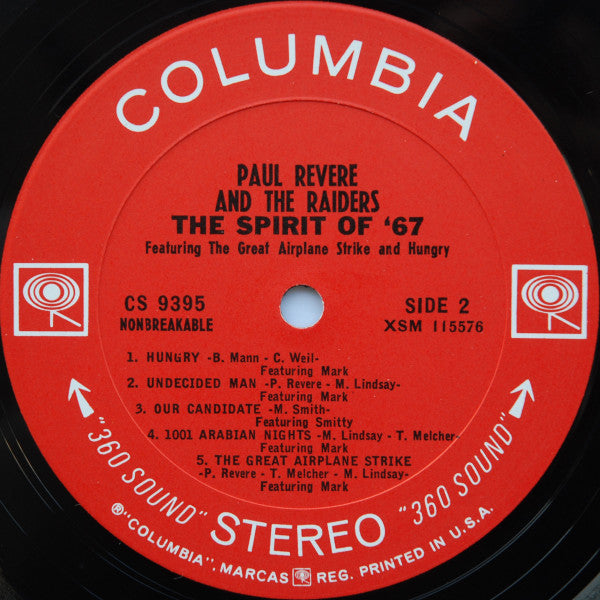 COLUMBIA
PAUL REVERE
AND THE RAIDERS
THE SPIRIT OF '67
Featuring The Great Airplane Strike and Hungry
CS 9395
NONBREAKABLE
SIDE 2
XSM 115576
1. HUNGRY -B. Mann - C. Weil-
Featuring Mark
2. UNDECIDED MAN -P. Revere - M. Lindsay-
Featuring Mark
3. OUR CANDIDATE -M. Smith-
Featuring Smitty
4. 1001 ARABIAN NIGHTS -M. Lindsay - T. Melcher-
Featuring Mark
5. THE GREAT AIRPLANE STRIKE
-P. Revere - T. Melcher - M. Lindsay-
Featuring Mark
"360 SOUND" STEREO "360 SOUND"
®"COLUMBIA", MARCAS REG. PRINTED IN U.S.A.